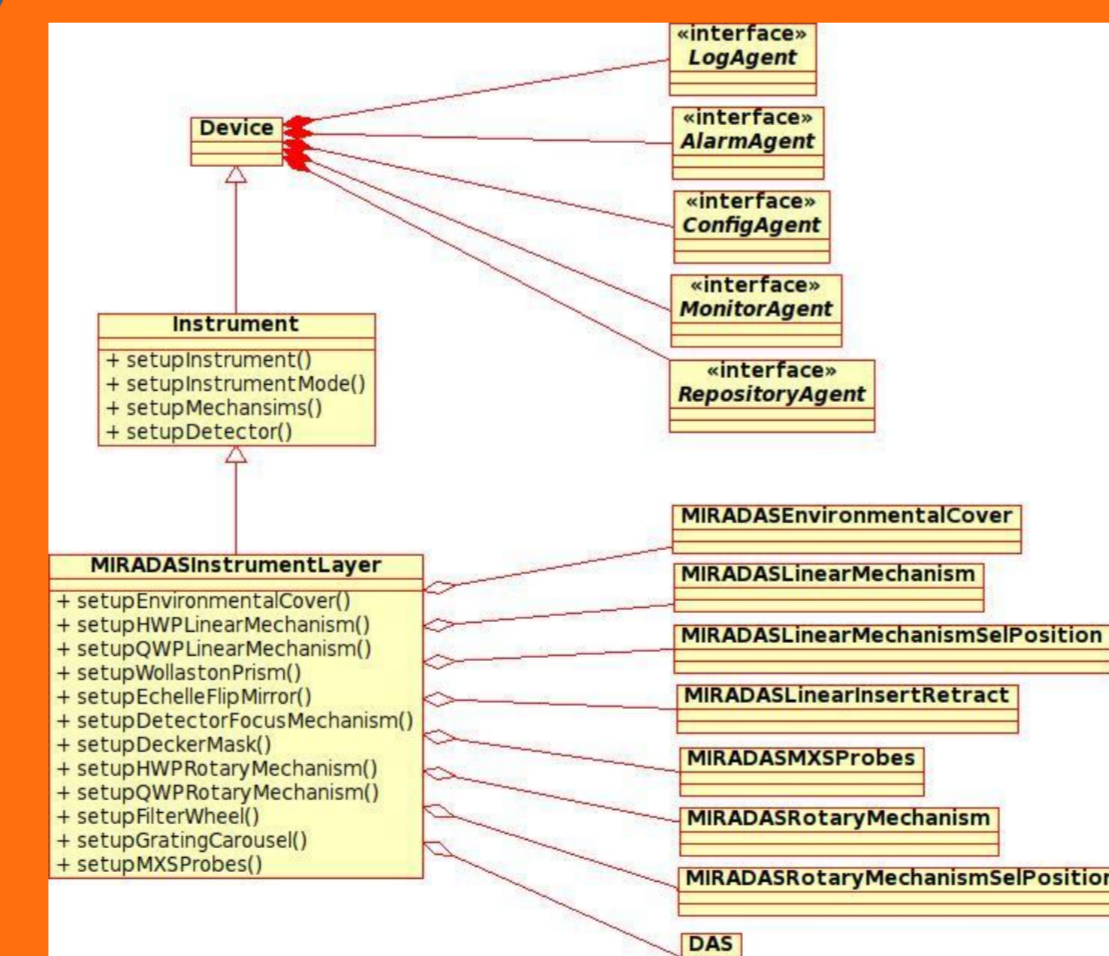 «interface»
LogAgent
Device
«interface»
AlarmAgent
«interface»
ConfigAgent
«interface»
MonitorAgent
«interface»
RepositoryAgent
Instrument
+ setupInstrument()
+ setupInstrumentMode()
+ setupMechansims()
+ setupDetector()
MIRADASInstrumentLayer
+ setupEnvironmentalCover()
+ setupHWPLinearMechanism()
+ setupQWPLinearMechanism()
+ setupWollastonPrism()
+ setupEchelleFlipMirror()
+ setupDetectorFocusMechanism()
+ setupDeckerMask()
+ setupHWPRotaryMechanism()
+ setupQWPRotaryMechanism()
+ setupFilterWheel()
+ setupGratingCarousel()
+ setupMXSProbes()
MIRADASEnvironmentalCover
MIRADASLinearMechanism
MIRADASLinearMechanismSelPosition
MIRADASLinearInsertRetract
MIRADASMXSProbes
MIRADASRotaryMechanism
MIRADASRotaryMechanismSelPosition
DAS